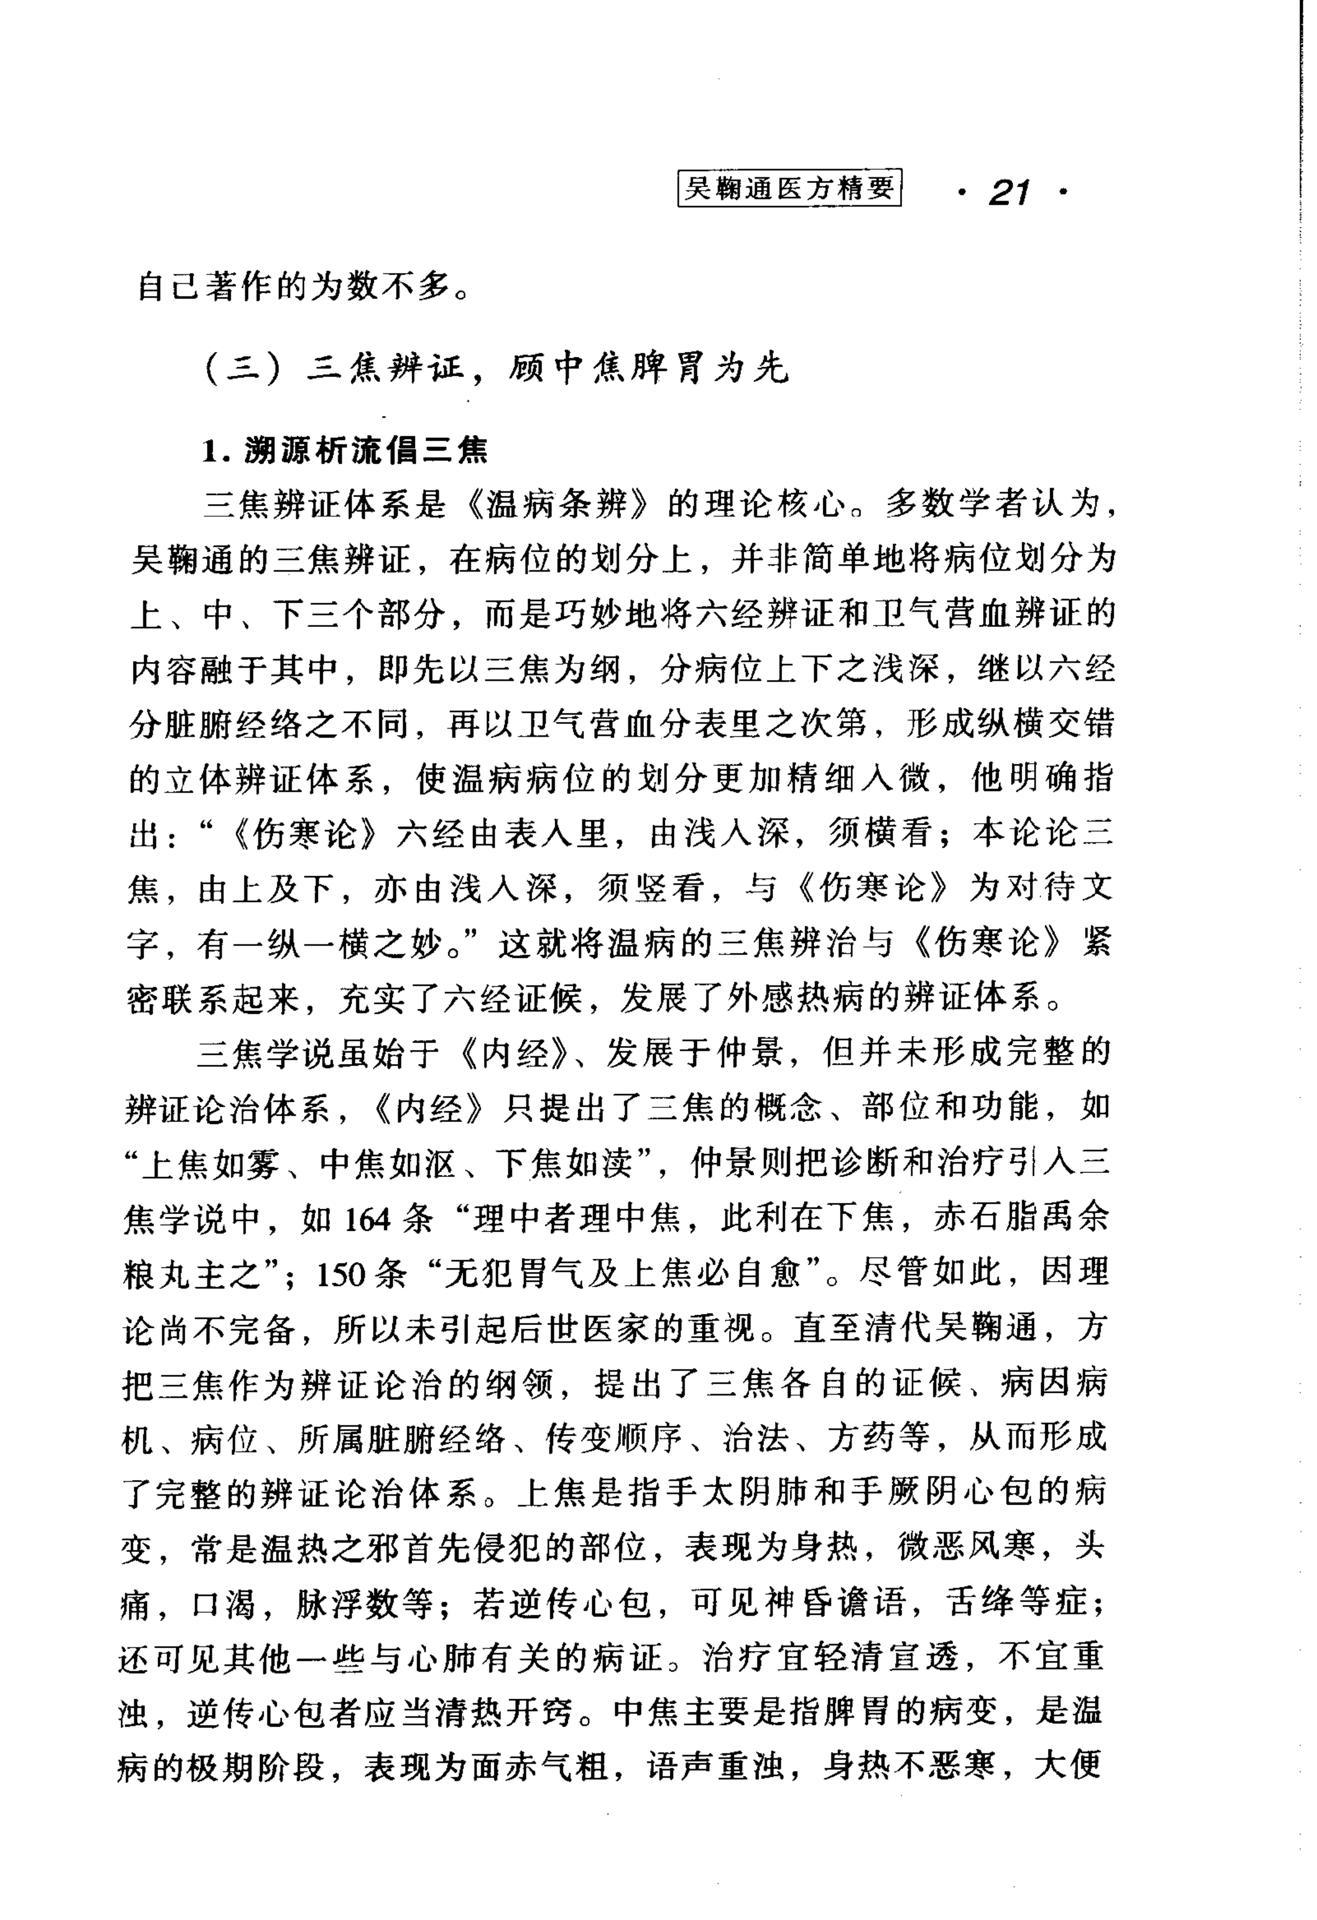 吴鞠通医方精要 · 21 ·
自己著作的为数不多。
（三）三焦辨证，顾中焦脾胃为先
1. 溯源析流倡三焦
三焦辨证体系是《温病条辨》的理论核心。多数学者认为，
吴鞠通的三焦辨证，在病位的划分上，并非简单地将病位划分为
上、中、下三个部分，而是巧妙地将六经辨证和卫气营血辨证的
内容融于其中，即先以三焦为纲，分病位上下之浅深，继以六经
分脏腑经络之不同，再以卫气营血分表里之次第，形成纵横交错
的立体辨证体系，使温病病位的划分更加精细入微，他明确指
出：“《伤寒论》六经由表入里，由浅入深，须横看；本论论三
焦，由上及下，亦由浅入深，须竖看，与《伤寒论》为对待文
字，有一纵一横之妙。”这就将温病的三焦辨治与《伤寒论》紧
密联系起来，充实了六经证候，发展了外感热病的辨证体系。
三焦学说虽始于《内经》、发展于仲景，但并未形成完整的
辨证论治体系，《内经》只提出了三焦的概念、部位和功能，如
“上焦如雾、中焦如沤、下焦如渎”，仲景则把诊断和治疗引入三
焦学说中，如 164 条“理中者理中焦，此利在下焦，赤石脂禹余
粮丸主之”；150 条“无犯胃气及上焦必自愈”。尽管如此，因理
论尚不完备，所以未引起后世医家的重视。直至清代吴鞠通，方
把三焦作为辨证论治的纲领，提出了三焦各自的证候、病因病
机、病位、所属脏腑经络、传变顺序、治法、方药等，从而形成
了完整的辨证论治体系。上焦是指手太阴肺和手厥阴心包的病
变，常是温热之邪首先侵犯的部位，表现为身热，微恶风寒，头
痛，口渴，脉浮数等；若逆传心包，可见神昏谵语，舌绛等症；
还可见其他一些与心肺有关的病证。治疗宜轻清宣透，不宜重
浊，逆传心包者应当清热开窍。中焦主要是指脾胃的病变，是温
病的极期阶段，表现为面赤气粗，语声重浊，身热不恶寒，大便